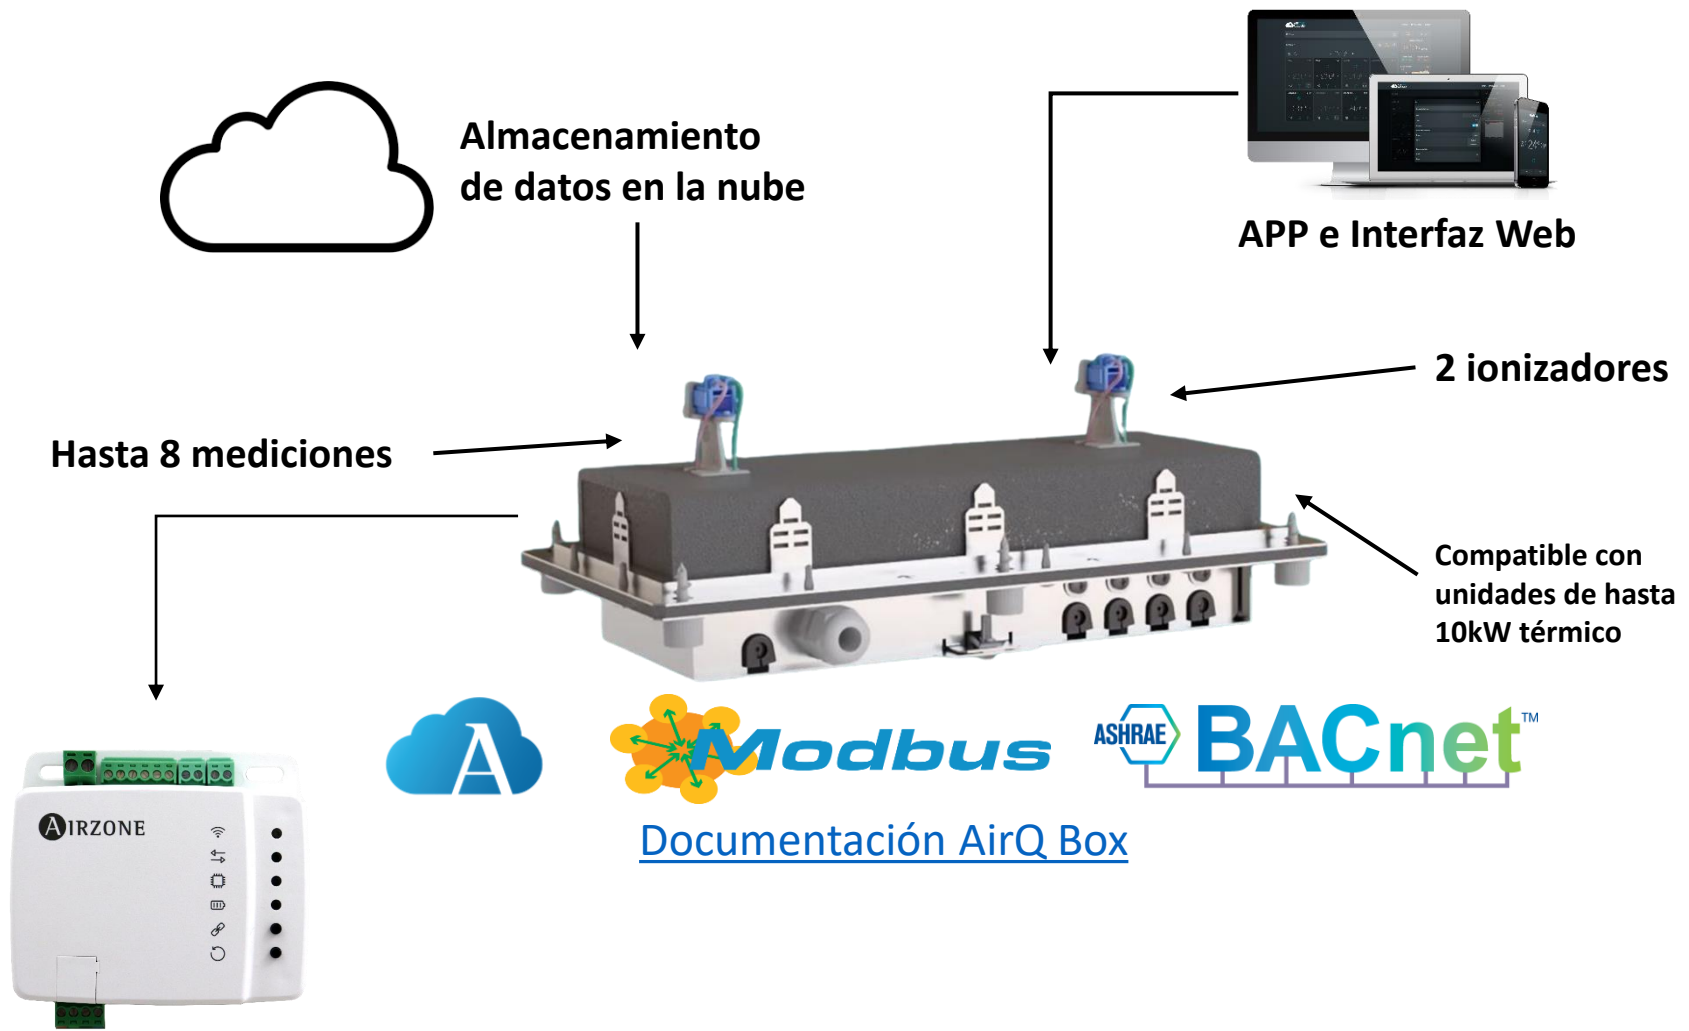 Almacenamiento
de datos en la nube
APP e Interfaz Web
2 ionizadores
Hasta 8 mediciones
Compatible con
unidades de hasta
10kW térmico
A
Modbus
ASHRAE BACnet™
AIRZONE
Documentación AirQ Box